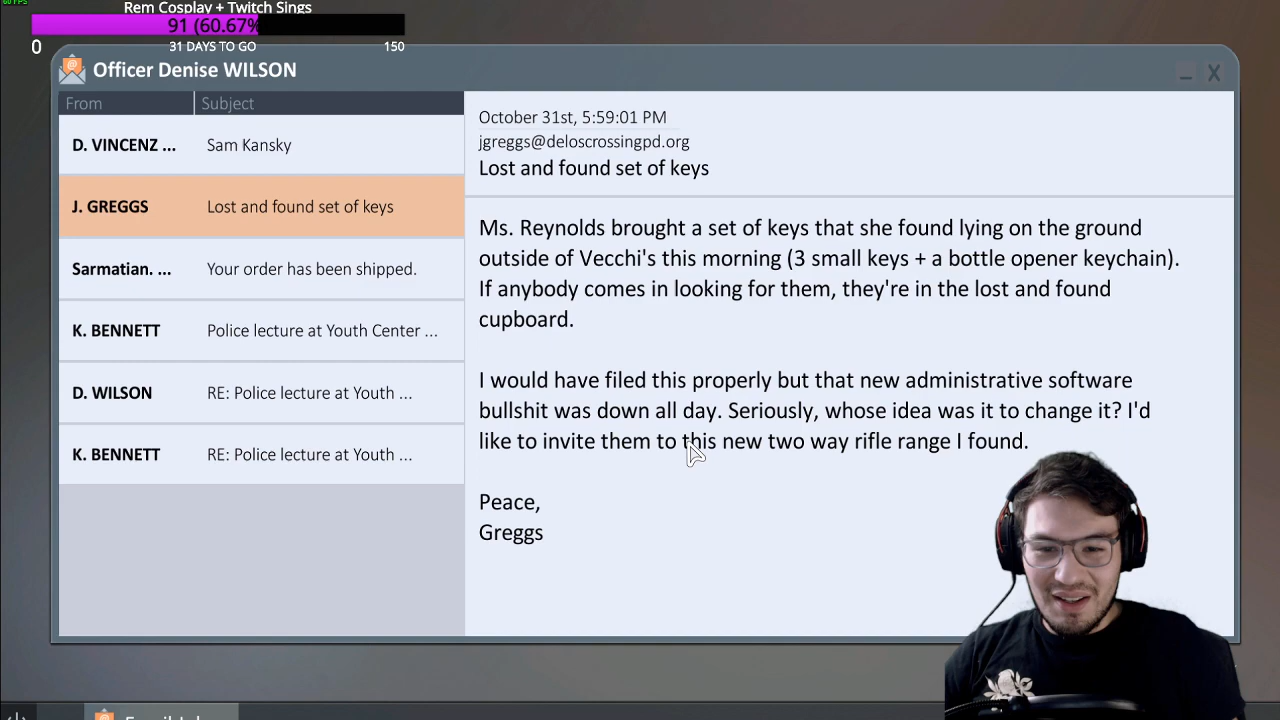 60 FPS
Rem Cosplay + Twitch Sings
91 (60.67%
0
31 DAYS TO GO
150
Officer Denise WILSON
From
Subject
D. VINCENZ ...
Sam Kansky
J. GREGGS
Lost and found set of keys
Sarmatian. ...
Your order has been shipped.
K. BENNETT
Police lecture at Youth Center ...
D. WILSON
RE: Police lecture at Youth ...
K. BENNETT
RE: Police lecture at Youth ...
October 31st, 5:59:01 PM
jgreggs@deloscrossingpd.org
Lost and found set of keys
Ms. Reynolds brought a set of keys that she found lying on the ground
outside of Vecchi's this morning (3 small keys + a bottle opener keychain).
If anybody comes in looking for them, they're in the lost and found
cupboard.
I would have filed this properly but that new administrative software
bullshit was down all day. Seriously, whose idea was it to change it? I'd
like to invite them to this new two way rifle range I found.
Peace,
Greggs